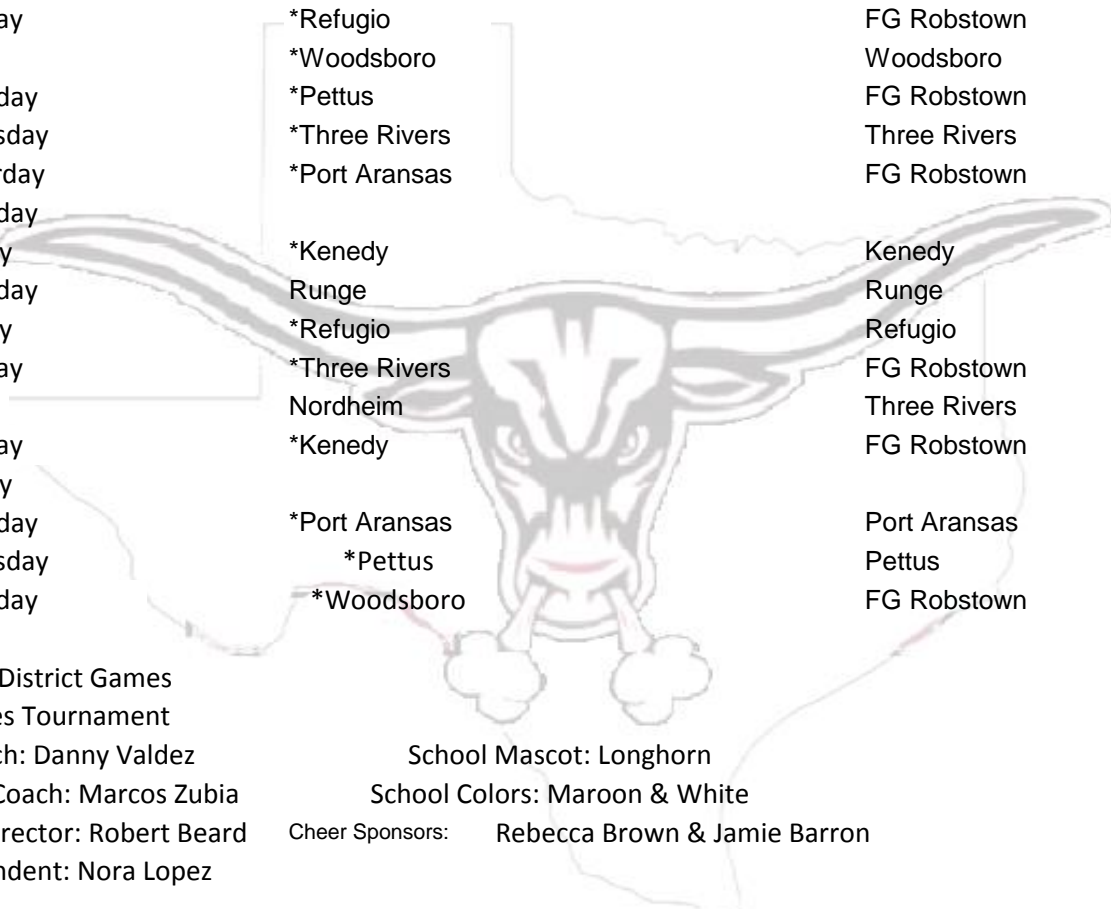 ay *Refugio FG Robstown
*Woodsboro Woodsboro
day *Pettus FG Robstown
sday *Three Rivers Three Rivers
rday *Port Aransas FG Robstown
day
y *Kenedy Kenedy
day Runge Runge
y *Refugio Refugio
ay *Three Rivers FG Robstown
Nordheim Three Rivers
ay *Kenedy FG Robstown
y
day *Port Aransas Port Aransas
sday *Pettus Pettus
day *Woodsboro FG Robstown
District Games
es Tournament
ch: Danny Valdez School Mascot: Longhorn
Coach: Marcos Zubia School Colors: Maroon & White
rector: Robert Beard Cheer Sponsors: Rebecca Brown & Jamie Barron
ndent: Nora Lopez